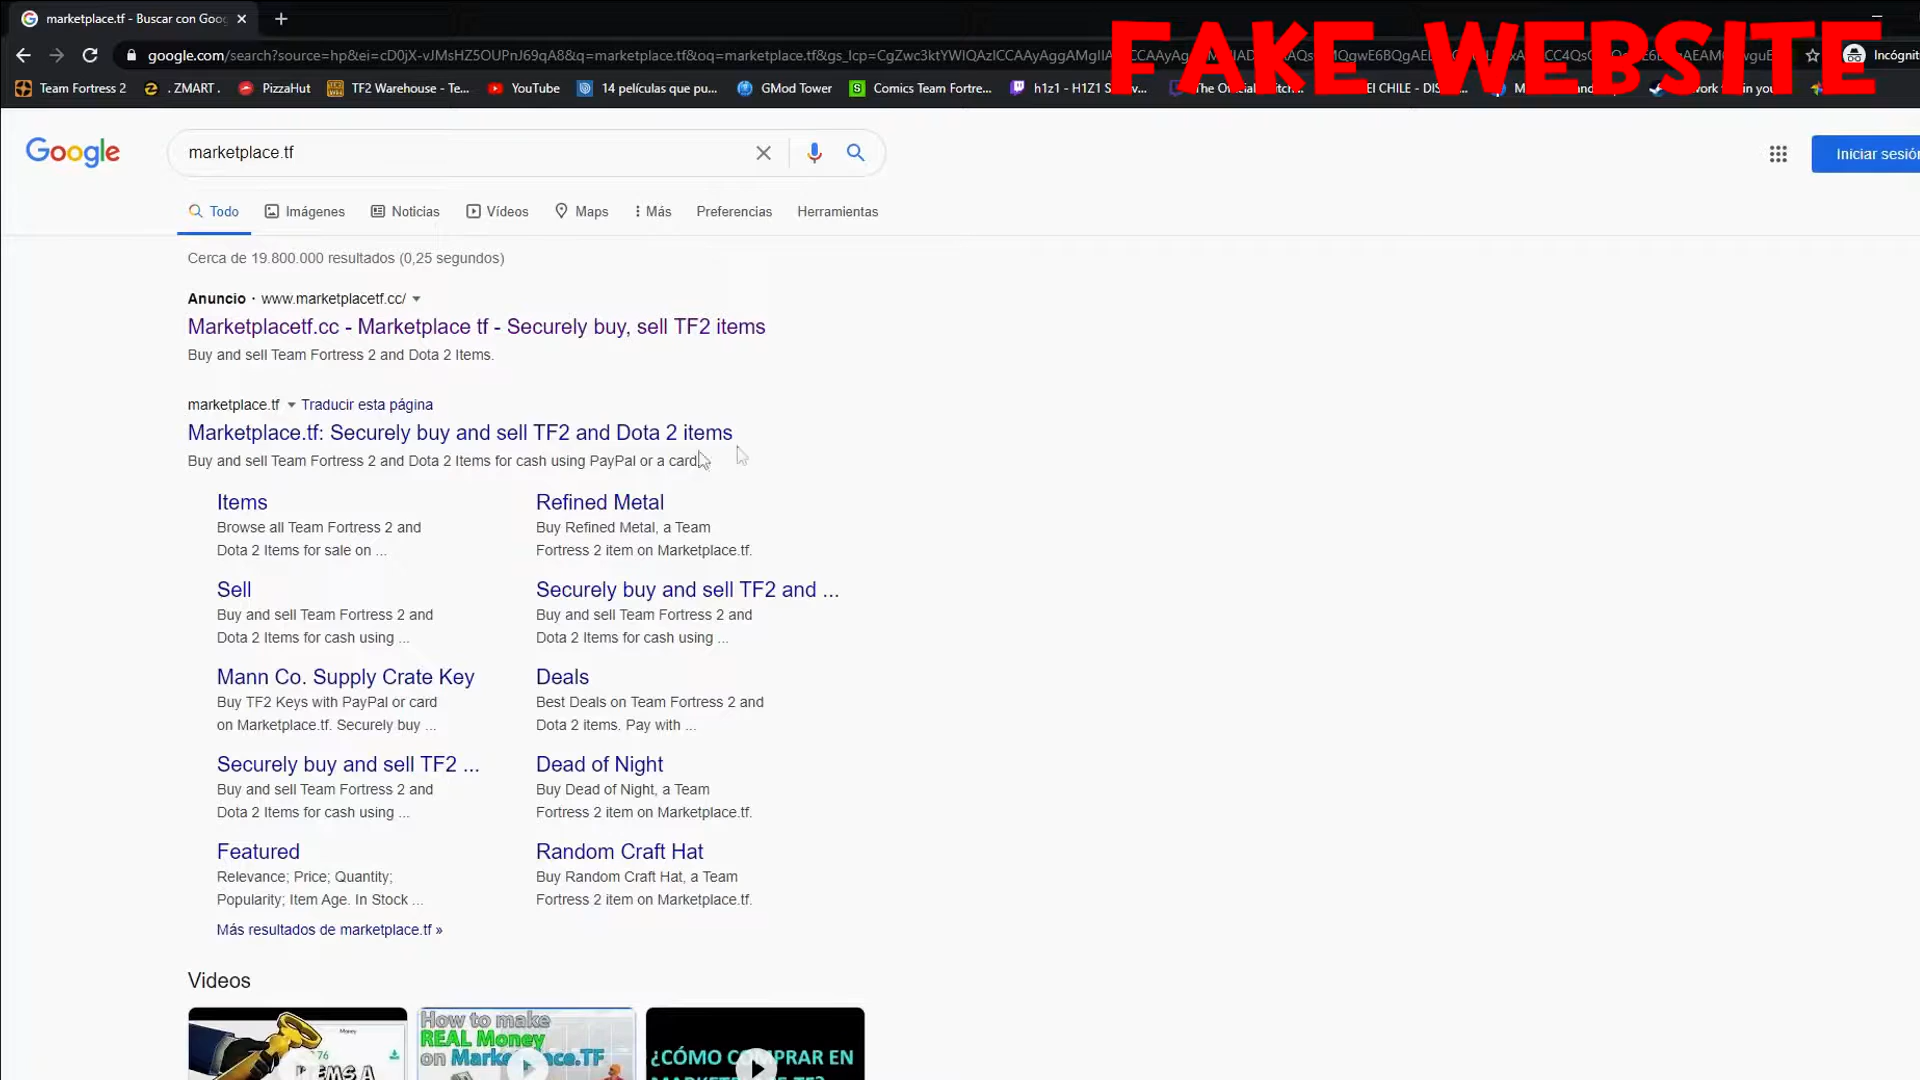 marketplace.tf - Buscar con Goog
FAKE WEBSITE
google.com/search?source=hp&ei=cD0jX-vJMsHZ5OUPnJ69qA8&q=marketplace.tf&oq=marketplace.tf&gs_lcp=
Incógnit
Team Fortress 2
. ZMART .
PizzaHut
TF2 Warehouse - Te...
YouTube
14 películas que pu...
GMod Tower
Comics Team Fortre...
h1z1 - H1Z1 S
Google
marketplace.tf
Iniciar sesión
Todo
Imágenes
Noticias
Vídeos
Maps
Más
Preferencias
Herramientas
Cerca de 19.800.000 resultados (0,25 segundos)
Anuncio · www.marketplacetf.cc/
Marketplacetf.cc - Marketplace tf - Securely buy, sell TF2 items
Buy and sell Team Fortress 2 and Dota 2 Items.
marketplace.tf Traducir esta página
Marketplace.tf: Securely buy and sell TF2 and Dota 2 items
Buy and sell Team Fortress 2 and Dota 2 Items for cash using PayPal or a card
Items
Browse all Team Fortress 2 and
Dota 2 Items for sale on ...
Refined Metal
Buy Refined Metal, a Team
Fortress 2 item on Marketplace.tf.
Sell
Buy and sell Team Fortress 2 and
Dota 2 Items for cash using ...
Securely buy and sell TF2 and ...
Buy and sell Team Fortress 2 and
Dota 2 Items for cash using ...
Mann Co. Supply Crate Key
Buy TF2 Keys with PayPal or card
on Marketplace.tf. Securely buy ...
Deals
Best Deals on Team Fortress 2 and
Dota 2 items. Pay with ...
Securely buy and sell TF2 ...
Buy and sell Team Fortress 2 and
Dota 2 Items for cash using ...
Dead of Night
Buy Dead of Night, a Team
Fortress 2 item on Marketplace.tf.
Featured
Relevance; Price; Quantity;
Popularity; Item Age. In Stock ...
Random Craft Hat
Buy Random Craft Hat, a Team
Fortress 2 item on Marketplace.tf.
Más resultados de marketplace.tf »
Videos
Money
76
How to make
REAL Money
on Marketplace.TF
¿CÓMO COMPRAR EN